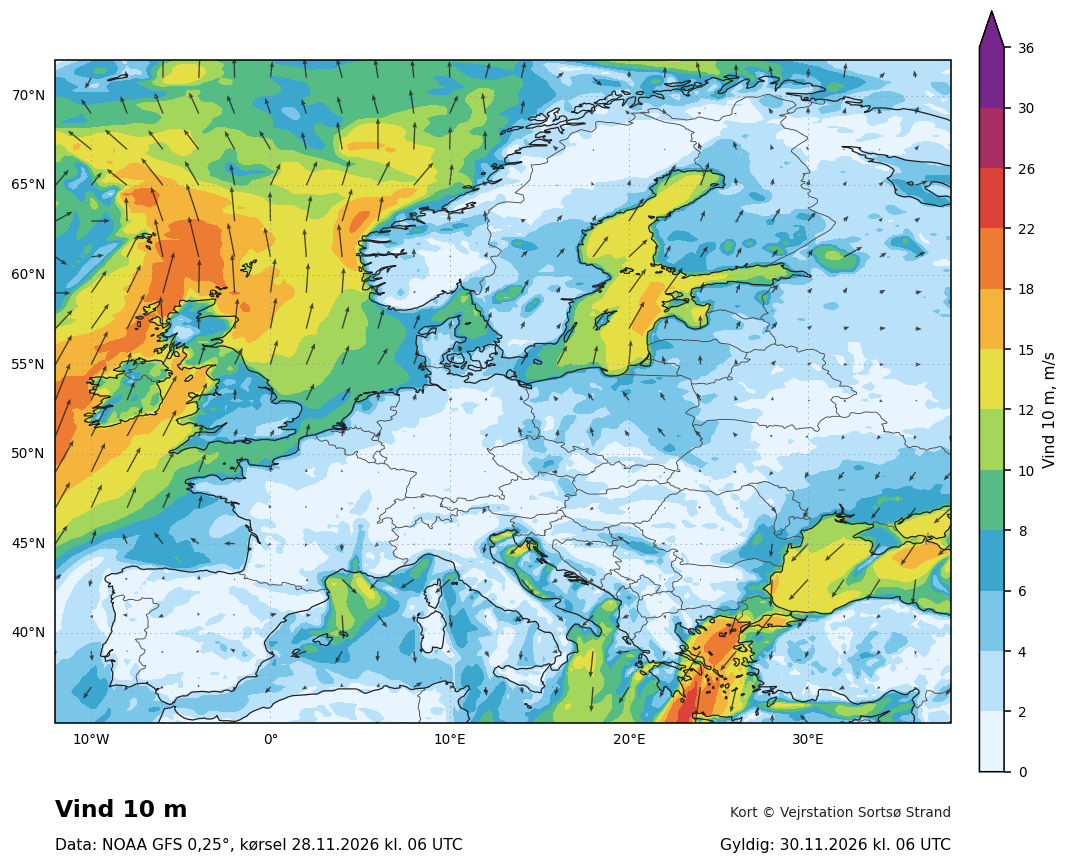 36
30
26
22
18
15
12
10
8
6
4
2
0
Vind 10 m, m/s
70°N
65°N
60°N
55°N
50°N
45°N
40°N
10°W
0°
10°E
20°E
30°E
Vind 10 m
Kort © Vejrstation Sortsø Strand
Data: NOAA GFS 0,25°, kørsel 28.11.2026 kl. 06 UTC
Gyldig: 30.11.2026 kl. 06 UTC